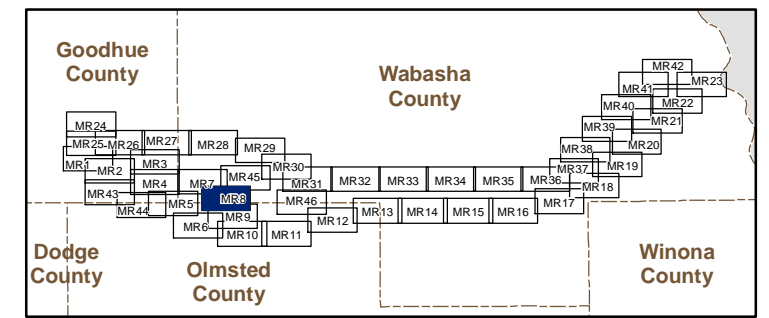 Goodhue
County
Wabasha
County
MR42
MR41
MR23
MR40
MR22
MR24
MR39
MR21
MR25
MR26
MR27
MR28
MR29
MR38
MR20
MR1
MR2
MR3
MR30
MR37
MR19
MR4
MR7
MR45
MR31
MR32
MR33
MR34
MR35
MR36
MR18
MR43
MR5
MR8
MR46
MR17
MR44
MR9
MR12
MR13
MR14
MR15
MR16
MR6
MR10
MR11
Dodge
County
Olmsted
County
Winona
County